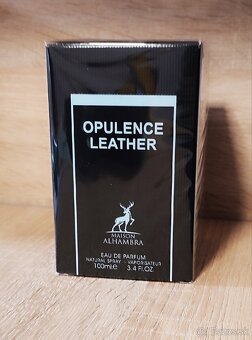 OPULENCE
LEATHER
MAISON
ALHAMBRA
EAU DE PARFUM
NATURAL SPRAY - VAPORISATEUR
100ml℮ 3.4 FL.OZ.